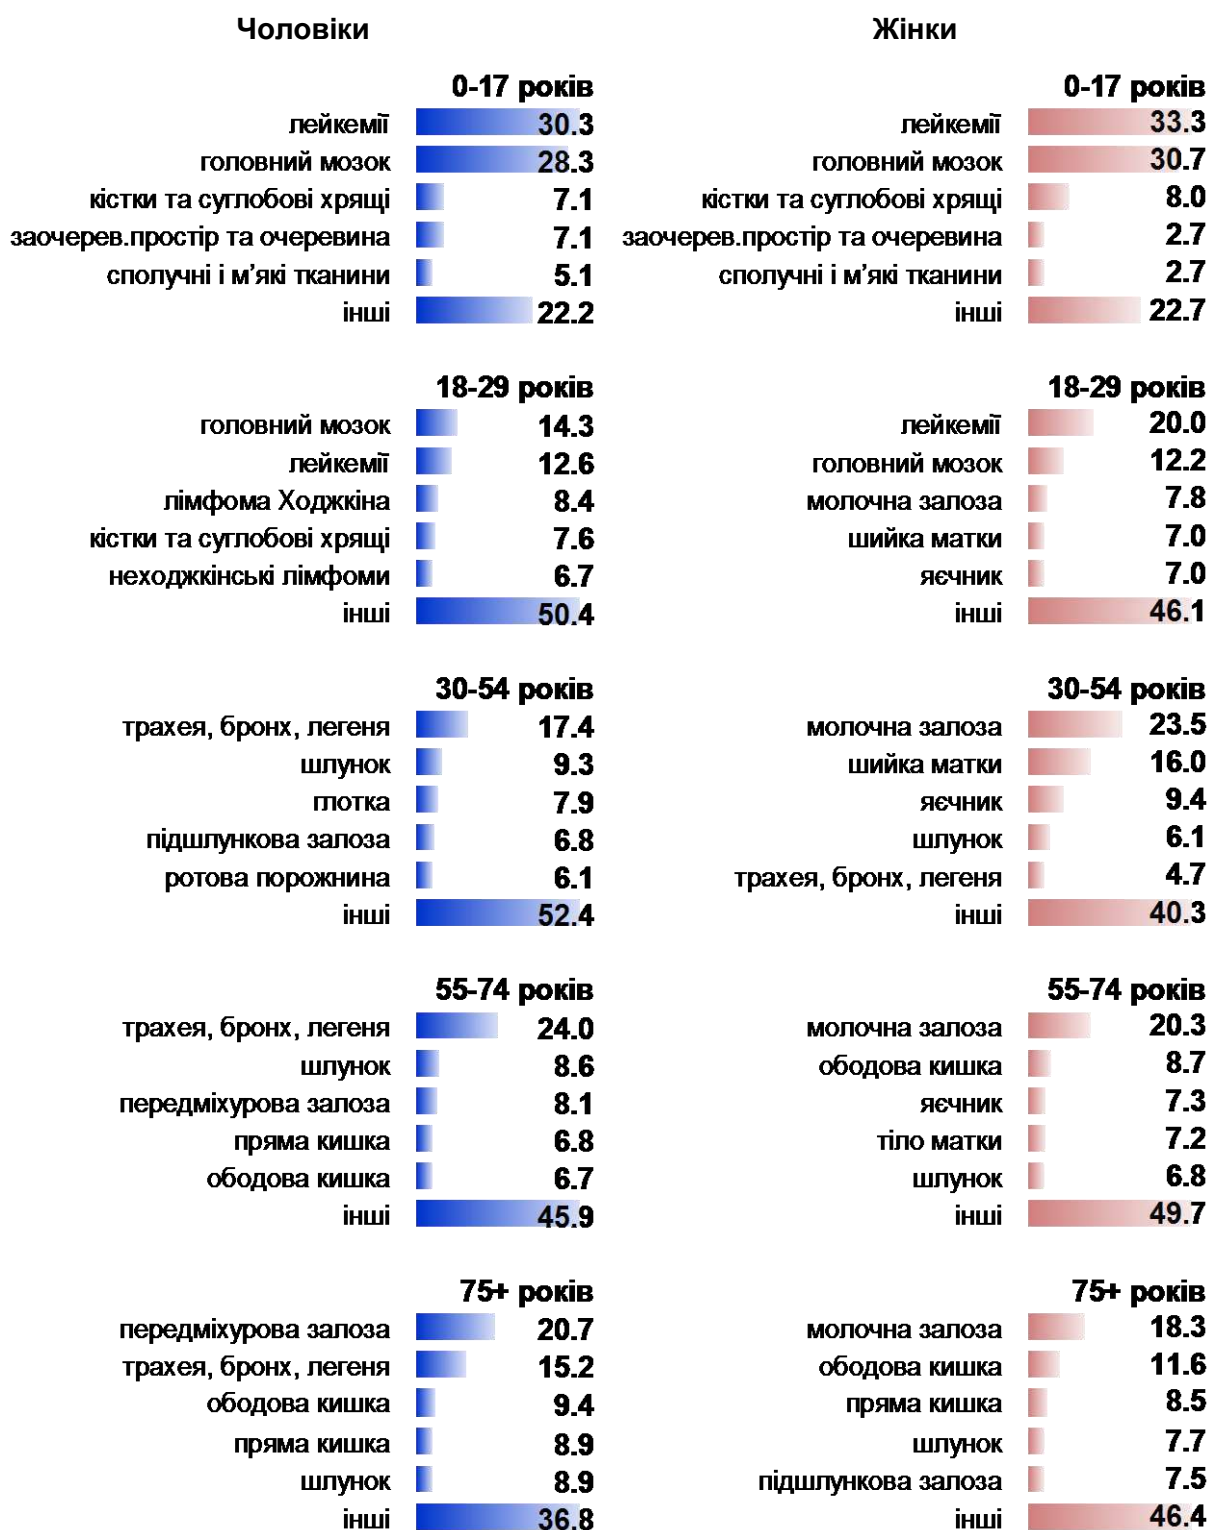 Чоловіки
Жінки
0-17 років
лейкемії 30.3
головний мозок 28.3
кістки та суглобові хрящі 7.1
заочерев.простір та очеревина 7.1
сполучні і м’які тканини 5.1
інші 22.2
0-17 років
лейкемії 33.3
головний мозок 30.7
кістки та суглобові хрящі 8.0
заочерев.простір та очеревина 2.7
сполучні і м’які тканини 2.7
інші 22.7
18-29 років
головний мозок 14.3
лейкемії 12.6
лімфома Ходжкіна 8.4
кістки та суглобові хрящі 7.6
неходжкінські лімфоми 6.7
інші 50.4
18-29 років
лейкемії 20.0
головний мозок 12.2
молочна залоза 7.8
шийка матки 7.0
яєчник 7.0
інші 46.1
30-54 років
трахея, бронх, легеня 17.4
шлунок 9.3
глотка 7.9
підшлункова залоза 6.8
ротова порожнина 6.1
інші 52.4
30-54 років
молочна залоза 23.5
шийка матки 16.0
яєчник 9.4
шлунок 6.1
трахея, бронх, легеня 4.7
інші 40.3
55-74 років
трахея, бронх, легеня 24.0
шлунок 8.6
передміхурова залоза 8.1
пряма кишка 6.8
ободова кишка 6.7
інші 45.9
55-74 років
молочна залоза 20.3
ободова кишка 8.7
яєчник 7.3
тіло матки 7.2
шлунок 6.8
інші 49.7
75+ років
передміхурова залоза 20.7
трахея, бронх, легеня 15.2
ободова кишка 9.4
пряма кишка 8.9
шлунок 8.9
інші 36.8
75+ років
молочна залоза 18.3
ободова кишка 11.6
пряма кишка 8.5
шлунок 7.7
підшлункова залоза 7.5
інші 46.4